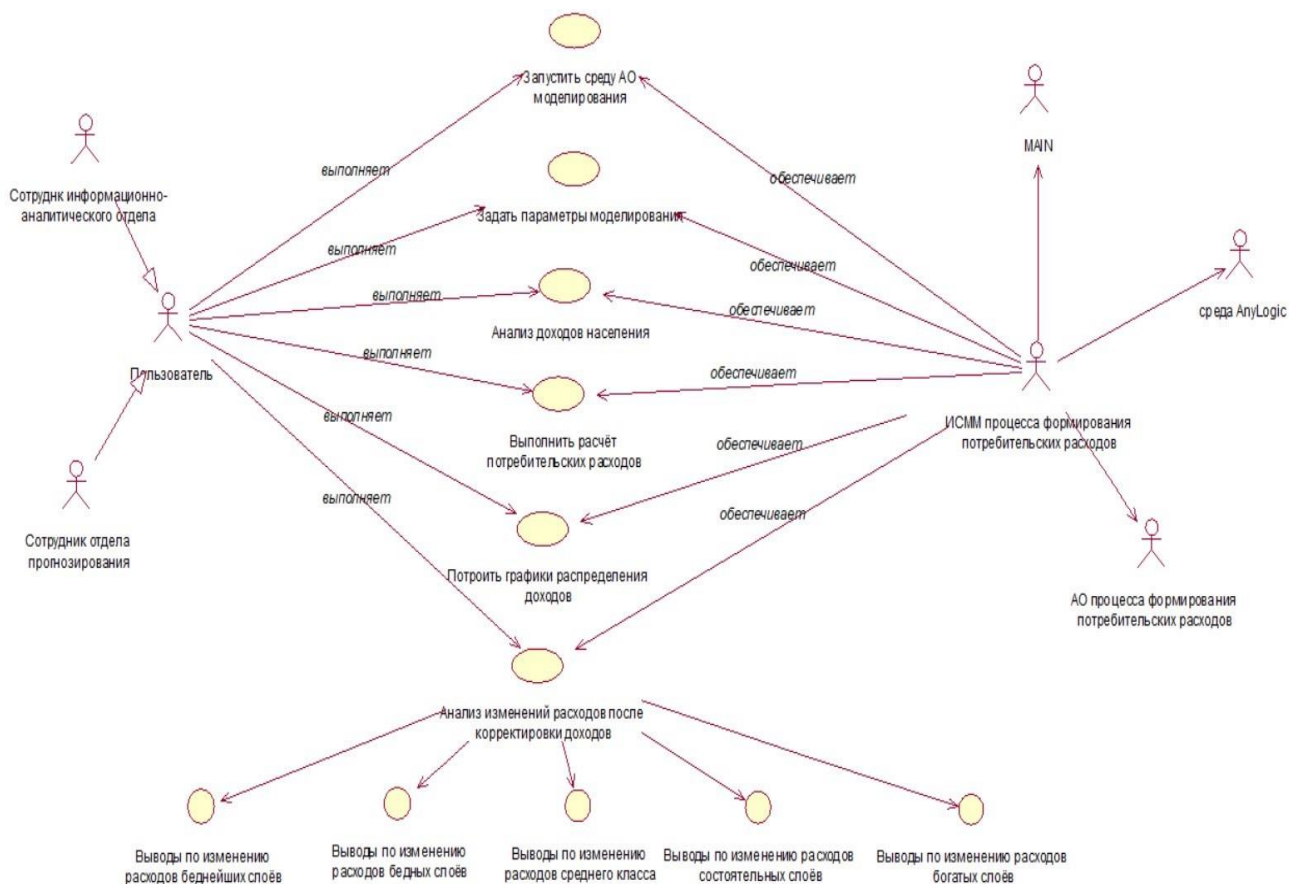 Запустить среду АО
моделирования
MAIN
выполняет
обеспечивает
Сотруднк информационно-
аналитического отдела
Задать параметры моделирования
выполняет
обеспечивает
выполняет
обеспечивает
среда AnyLogic
Анализ доходов населения
выполняет
обеспечивает
Пользователь
ИСММ процесса формирования
потребительских расходов
Выполнить расчёт
потребительских расходов
выполняет
обеспечивает
выполняет
обеспечивает
Сотрудник отдела
прогнозирования
Потроить графики распределения
доходов
АО процесса формирования
потребительских расходов
Анализ изменений расходов после
корректировки доходов
Выводы по изменению
расходов беднейших слоёв
Выводы по изменению
расходов бедных слоёв
Выводы по изменению
расходов среднего класса
Выводы по изменению расходов
состоятельных слоёв
Выводы по изменению расходов
богатых слоёв